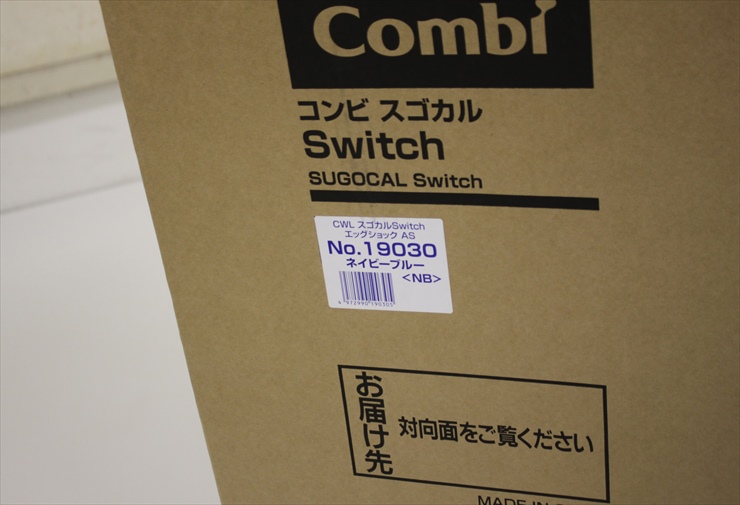 Combi
コンビ スゴカル
Switch
SUGOCAL Switch
CWL スゴカルSwitch
エッグショック AS
No.19030
ネイビーブルー
<NB>
お届け先
対向面をご覧ください
MADE IN